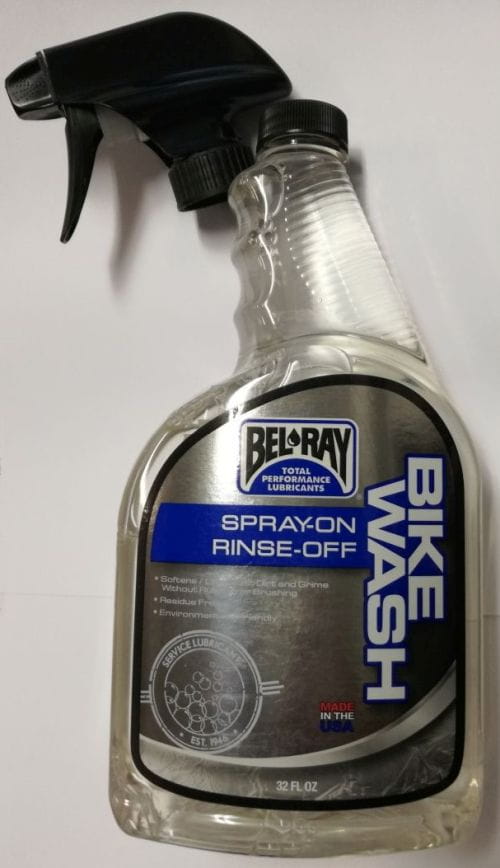 BEL-RAY
TOTAL
PERFORMANCE
LUBRICANTS
BIKE
WASH
SPRAY-ON
RINSE-OFF
• Softens / Dirt and Grime
Without Brushing
• Residue
•
SERVICE LUBRICANTS
• EST. 1946 •
MADE
IN THE
USA
32 FL OZ